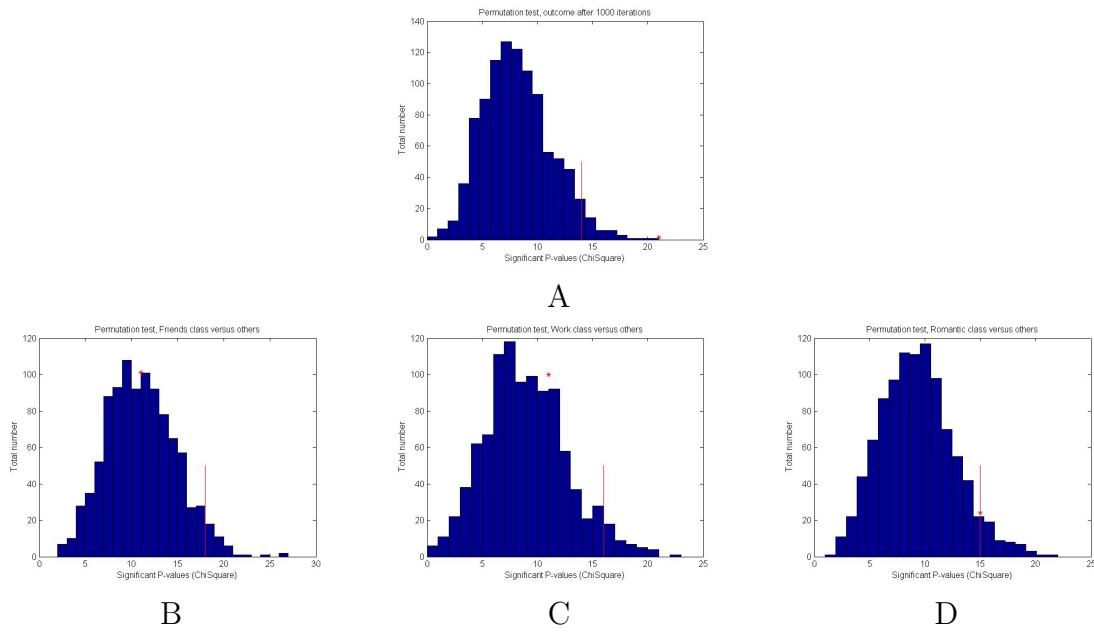 Permutation test, outcome after 1000 iterations
140
120
100
80
60
40
20
0
Total number
0 5 10 15 20 25
Significant P-values (ChiSquare)
A
Permutation test, Friends class versus others
120
100
80
60
40
20
0
Total number
0 5 10 15 20 25 30
Significant P-values (ChiSquare)
B
Permutation test, Work class versus others
120
100
80
60
40
20
0
Total number
0 5 10 15 20 25
Significant P-values (ChiSquare)
C
Permutation test, Romantic class versus others
120
100
80
60
40
20
0
Total number
0 5 10 15 20 25
Significant P-values (ChiSquare)
D